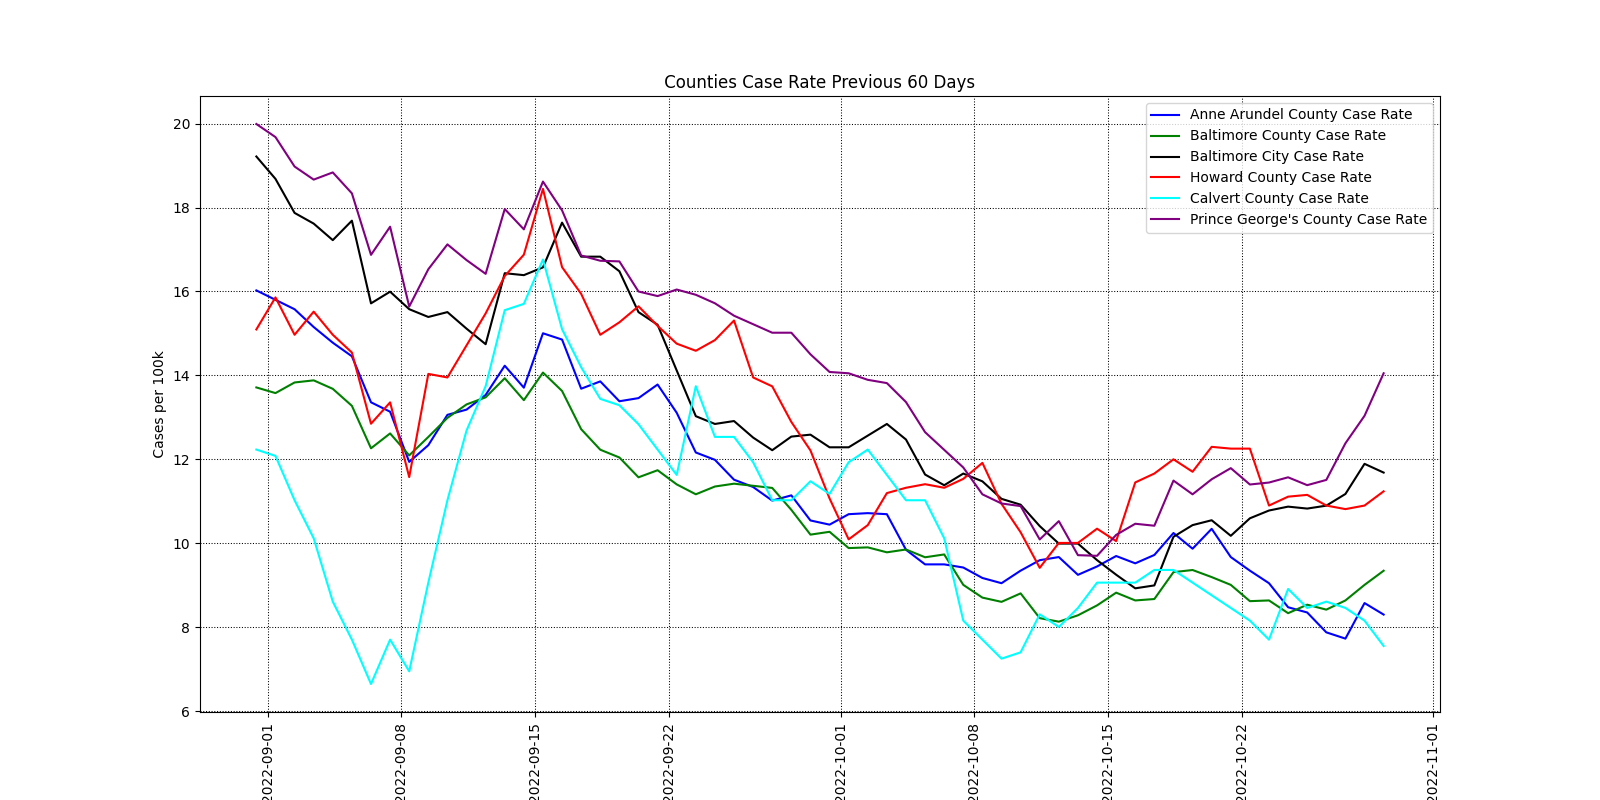 Counties Case Rate Previous 60 Days
Anne Arundel County Case Rate
Baltimore County Case Rate
Baltimore City Case Rate
Howard County Case Rate
Calvert County Case Rate
Prince George's County Case Rate
Cases per 100k
20
18
16
14
12
10
8
6
2022-09-01
2022-09-08
2022-09-15
2022-09-22
2022-10-01
2022-10-08
2022-10-15
2022-10-22
2022-11-01